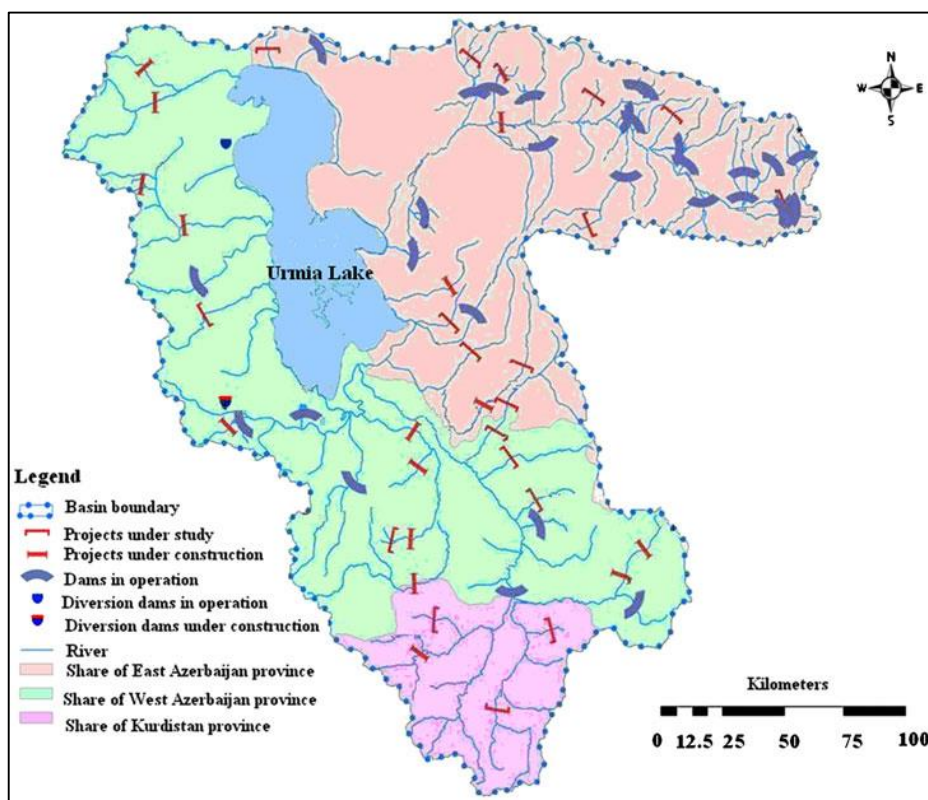 N
W E
S
Urmia Lake
Legend
Basin boundary
Projects under study
Projects under construction
Dams in operation
Diversion dams in operation
Diversion dams under construction
River
Share of East Azerbaijan province
Share of West Azerbaijan province
Share of Kurdistan province
Kilometers
0 12.5 25 50 75 100